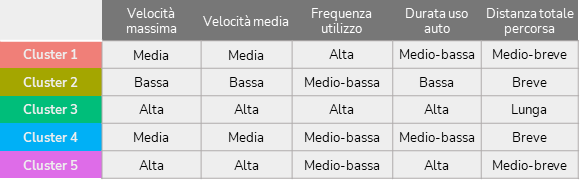 Velocità massima Velocità media Frequenza utilizzo Durata uso auto Distanza totale percorsa
Cluster 1 Media Media Alta Medio-bassa Medio-breve
Cluster 2 Bassa Bassa Medio-bassa Bassa Breve
Cluster 3 Alta Alta Alta Alta Lunga
Cluster 4 Media Media Medio-bassa Medio-bassa Breve
Cluster 5 Alta Alta Medio-bassa Alta Medio-breve